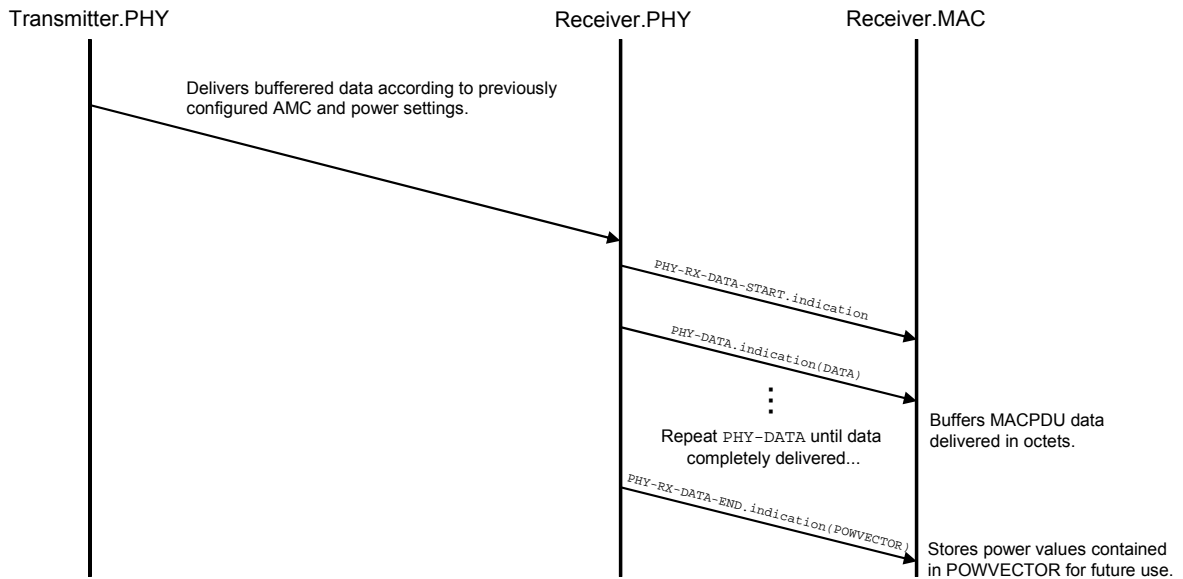 Transmitter.PHY
Receiver.PHY
Receiver.MAC
Delivers bufferered data according to previously
configured AMC and power settings.
PHY-RX-DATA-START.indication
PHY-DATA.indication(DATA)
Buffers MACPDU data
delivered in octets.
Repeat PHY-DATA until data
completely delivered...
PHY-RX-DATA-END.indication(POWVECTOR)
Stores power values contained
in POWVECTOR for future use.